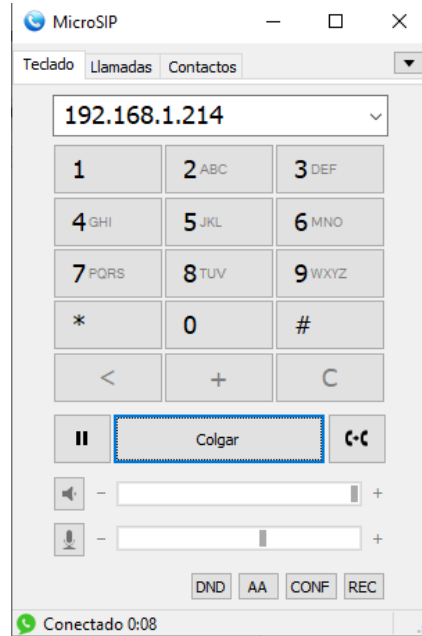 MicroSIP
Teclado Llamadas Contactos
192.168.1.214
1 2 ABC 3 DEF
4 GHI 5 JKL 6 MNO
7 PQRS 8 TUV 9 WXYZ
* 0 #
< + C
Colgar
- +
- +
DND AA CONF REC
Conectado 0:08